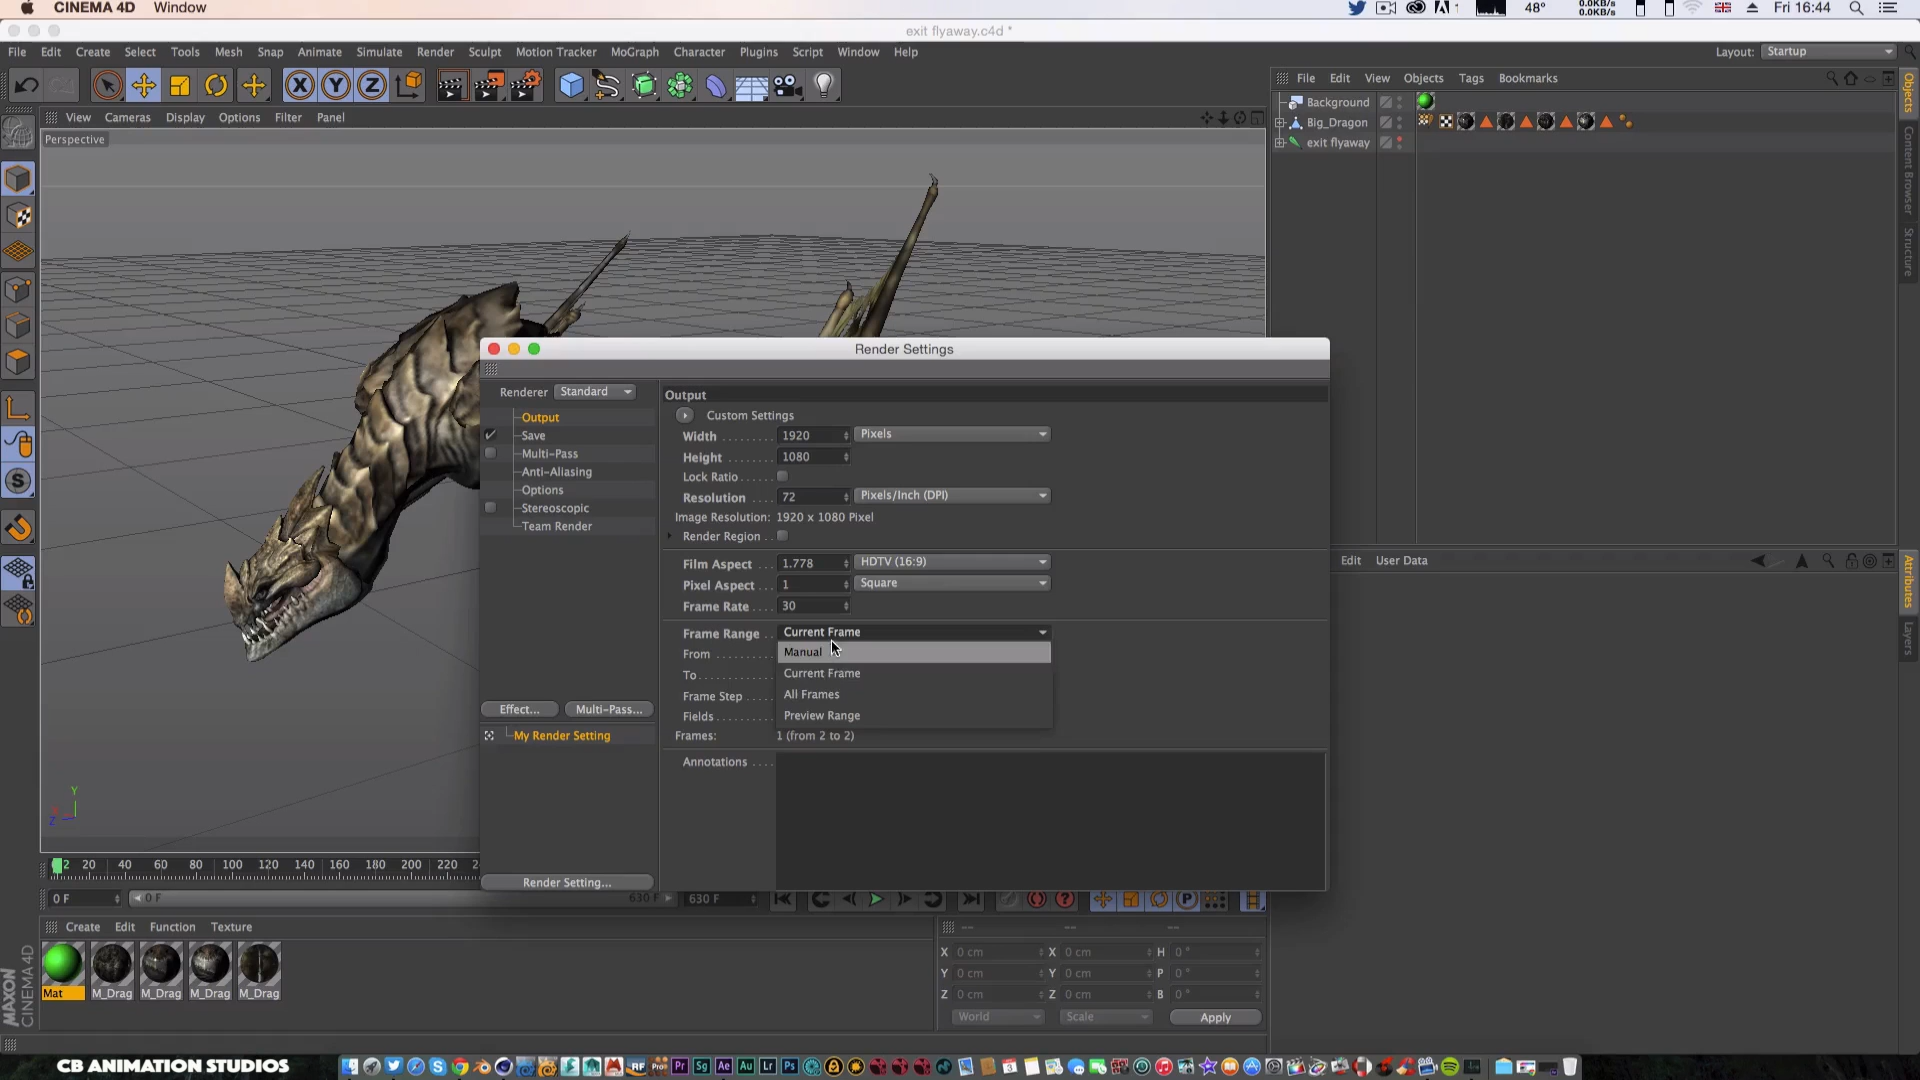 CINEMA 4D Window
48° 0.0KB/s 0.0KB/s Fri 16:44
exit flyaway.c4d *
File Edit Create Select Tools Mesh Snap Animate Simulate Render Sculpt Motion Tracker MoGraph Character Plugins Script Window Help
Layout: Startup
File Edit View Objects Tags Bookmarks
View Cameras Display Options Filter Panel
Perspective
Background
Big_Dragon
exit flyaway
Objects
Content Browser
Structure
Render Settings
Renderer Standard
Output
Save
Multi-Pass
Anti-Aliasing
Options
Stereoscopic
Team Render
Effect... Multi-Pass...
My Render Setting
Render Setting...
Output
Custom Settings
Width 1920 Pixels
Height 1080
Lock Ratio
Resolution 72 Pixels/Inch (DPI)
Image Resolution: 1920 x 1080 Pixel
Render Region
Film Aspect 1.778 HDTV (16:9)
Pixel Aspect 1 Square
Frame Rate 30
Frame Range Current Frame
From Manual
To Current Frame
Frame Step All Frames
Fields Preview Range
Frames: 1 (from 2 to 2)
Annotations
Edit User Data
Attributes
Layers
Y
Z
2 20 40 60 80 100 120 140 160 180 200 220
0 F 0 F 630 F 630 F
Create Edit Function Texture
Mat M_Drag M_Drag M_Drag M_Drag
-- -- --
X 0 cm X 0 cm H 0 °
Y 0 cm Y 0 cm P 0 °
Z 0 cm Z 0 cm B 0 °
World Scale Apply
MAXON
CINEMA 4D
CB ANIMATION STUDIOS